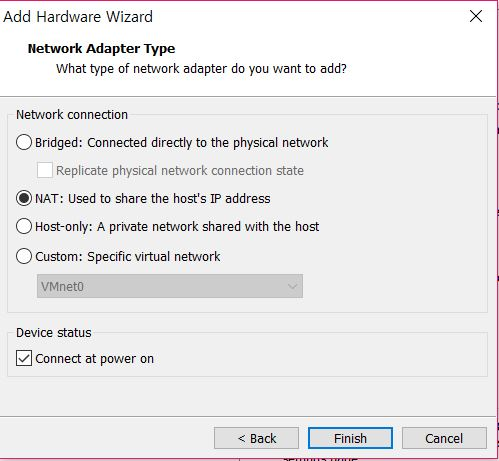 Add Hardware Wizard
Network Adapter Type
What type of network adapter do you want to add?
Network connection
Bridged: Connected directly to the physical network
Replicate physical network connection state
NAT: Used to share the host's IP address
Host-only: A private network shared with the host
Custom: Specific virtual network
VMnet0
Device status
Connect at power on
< Back
Finish
Cancel